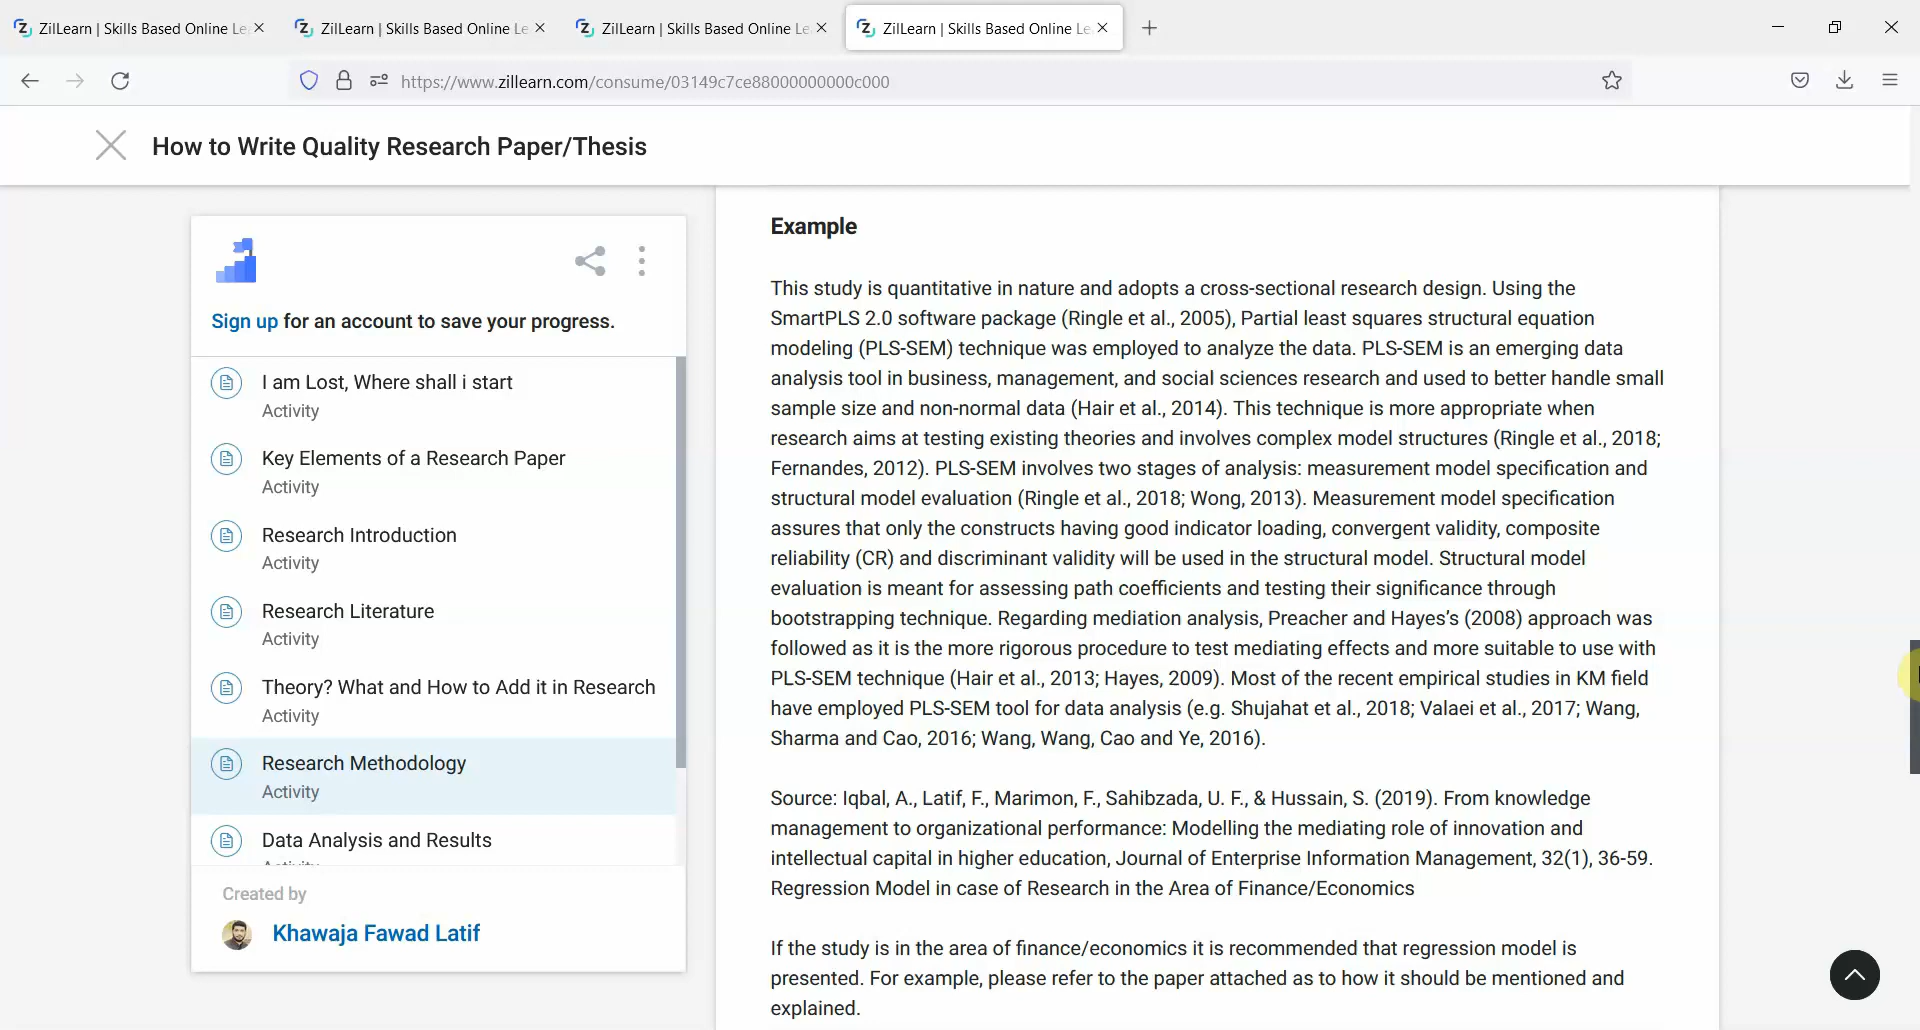 ZilLearn | Skills Based Online Le
ZilLearn | Skills Based Online Le
ZilLearn | Skills Based Online Le
ZilLearn | Skills Based Online Le
https://www.zillearn.com/consume/03149c7ce88000000000c000
How to Write Quality Research Paper/Thesis
Sign up for an account to save your progress.
I am Lost, Where shall i start
Activity
Key Elements of a Research Paper
Activity
Research Introduction
Activity
Research Literature
Activity
Theory? What and How to Add it in Research
Activity
Research Methodology
Activity
Data Analysis and Results
Activity
Created by
Khawaja Fawad Latif
Example
This study is quantitative in nature and adopts a cross-sectional research design. Using the
SmartPLS 2.0 software package (Ringle et al., 2005), Partial least squares structural equation
modeling (PLS-SEM) technique was employed to analyze the data. PLS-SEM is an emerging data
analysis tool in business, management, and social sciences research and used to better handle small
sample size and non-normal data (Hair et al., 2014). This technique is more appropriate when
research aims at testing existing theories and involves complex model structures (Ringle et al., 2018;
Fernandes, 2012). PLS-SEM involves two stages of analysis: measurement model specification and
structural model evaluation (Ringle et al., 2018; Wong, 2013). Measurement model specification
assures that only the constructs having good indicator loading, convergent validity, composite
reliability (CR) and discriminant validity will be used in the structural model. Structural model
evaluation is meant for assessing path coefficients and testing their significance through
bootstrapping technique. Regarding mediation analysis, Preacher and Hayes’s (2008) approach was
followed as it is the more rigorous procedure to test mediating effects and more suitable to use with
PLS-SEM technique (Hair et al., 2013; Hayes, 2009). Most of the recent empirical studies in KM field
have employed PLS-SEM tool for data analysis (e.g. Shujahat et al., 2018; Valaei et al., 2017; Wang,
Sharma and Cao, 2016; Wang, Wang, Cao and Ye, 2016).
Source: Iqbal, A., Latif, F., Marimon, F., Sahibzada, U. F., & Hussain, S. (2019). From knowledge
management to organizational performance: Modelling the mediating role of innovation and
intellectual capital in higher education, Journal of Enterprise Information Management, 32(1), 36-59.
Regression Model in case of Research in the Area of Finance/Economics
If the study is in the area of finance/economics it is recommended that regression model is
presented. For example, please refer to the paper attached as to how it should be mentioned and
explained.